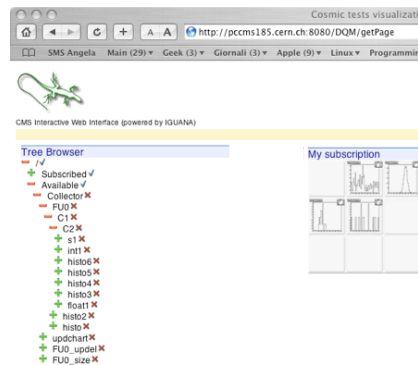 Cosmic tests visualizati
A A http://pccms185.cern.ch:8080/DQM/getPage
SMS Angela Main (29) Geek (3) Giornali (3) Apple (9) Linux Programmin
CMS Interactive Web Interface (powered by IGUANA)
Tree Browser
My subscription
/
Subscribed
Available
Collector
FU0
C1
C2
s1
int1
histo6
histo5
histo4
histo3
float1
histo2
histo
updchart
FU0_updel
FU0_size